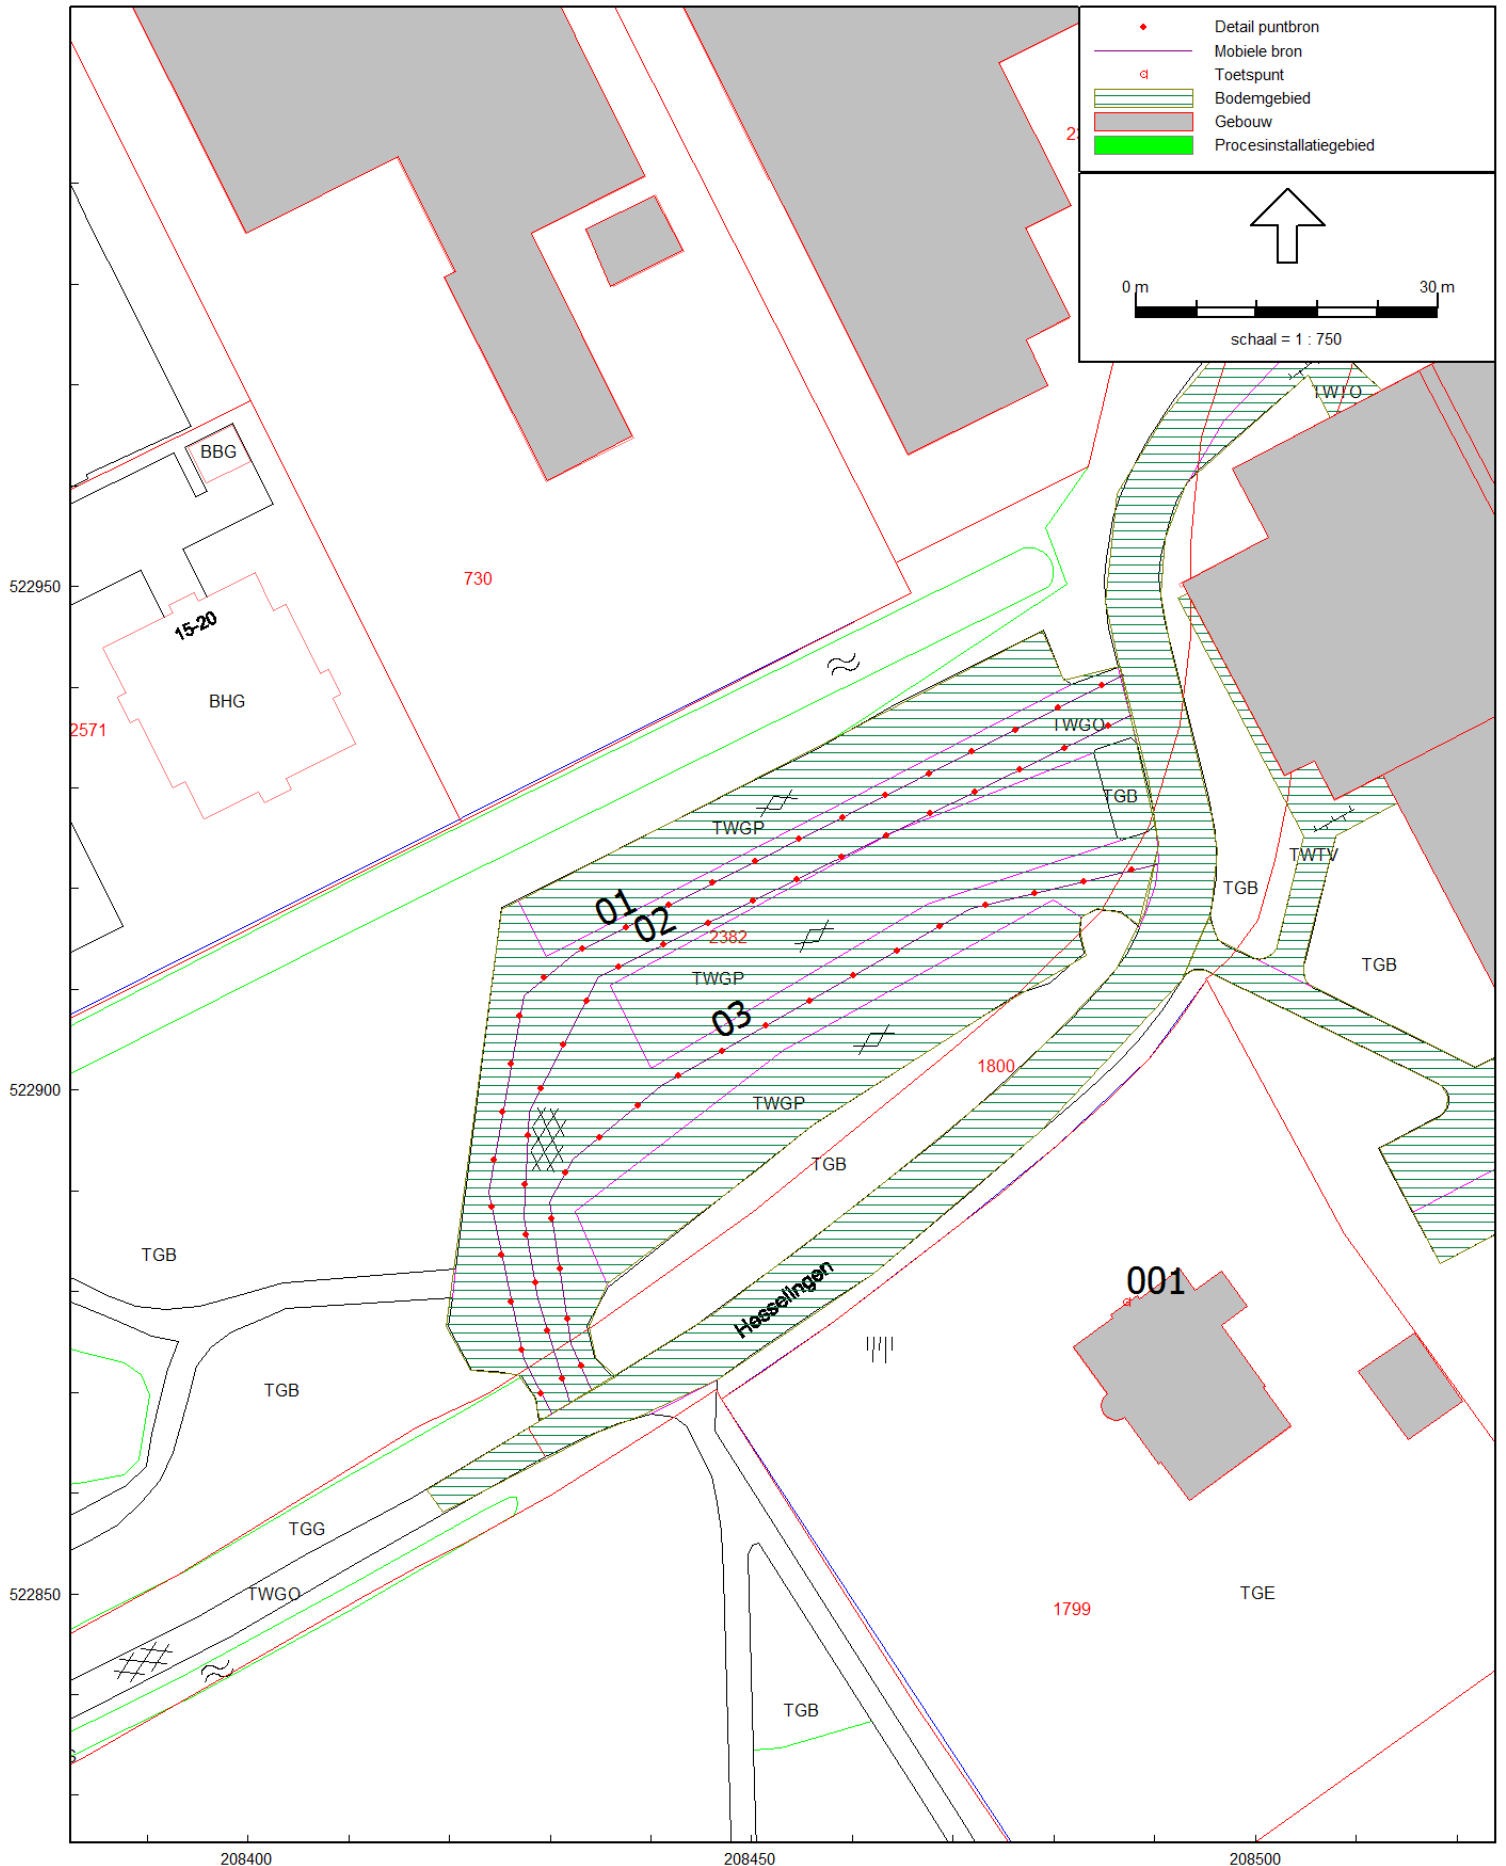 Detail puntbron
Mobiele bron
Toetspunt
Bodemgebied
Gebouw
Procesinstallatiegebied
0 m 30 m
schaal = 1 : 750
TWTO
BBG
522950
730
15-20
BHG
2571
TWGO
TGB
TWGP
TWTV
TGB
01
02
2382
TGB
TWGP
03
1800
522900
TWGP
TGB
TGB
001
Hesselingen
TGB
TGG
TWGO
522850
1799
TGE
TGB
208400
208450
208500